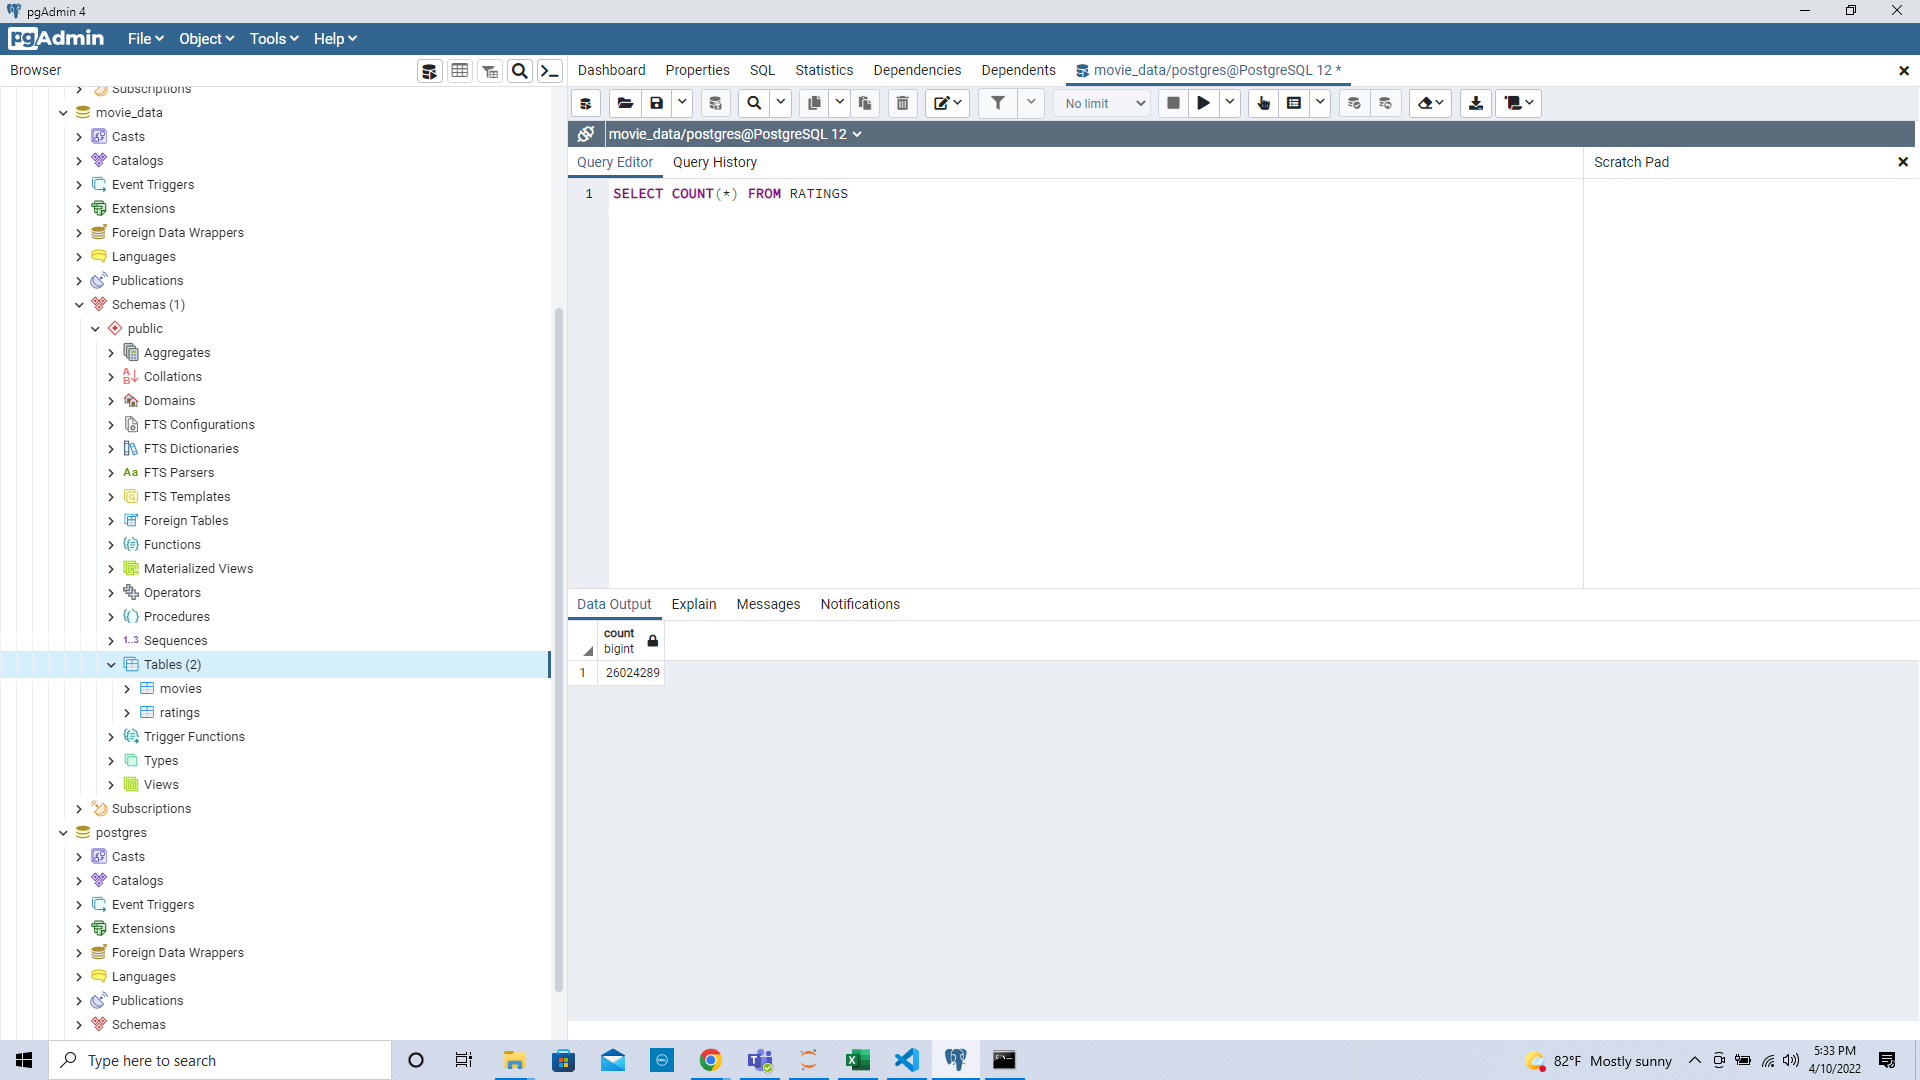 pgAdmin 4
pgAdmin
File
Object
Tools
Help
Browser
Dashboard
Properties
SQL
Statistics
Dependencies
Dependents
movie_data/postgres@PostgreSQL 12 *
No limit
movie_data/postgres@PostgreSQL 12
Query Editor
Query History
Scratch Pad
1
SELECT COUNT(*) FROM RATINGS
Subscriptions
movie_data
Casts
Catalogs
Event Triggers
Extensions
Foreign Data Wrappers
Languages
Publications
Schemas (1)
public
Aggregates
Collations
Domains
FTS Configurations
FTS Dictionaries
Aa FTS Parsers
FTS Templates
Foreign Tables
Functions
Materialized Views
Operators
Procedures
1..3 Sequences
Tables (2)
movies
ratings
Trigger Functions
Types
Views
Subscriptions
postgres
Casts
Catalogs
Event Triggers
Extensions
Foreign Data Wrappers
Languages
Publications
Schemas
Data Output
Explain
Messages
Notifications
count
bigint
1
26024289
Type here to search
82°F Mostly sunny
5:33 PM
4/10/2022